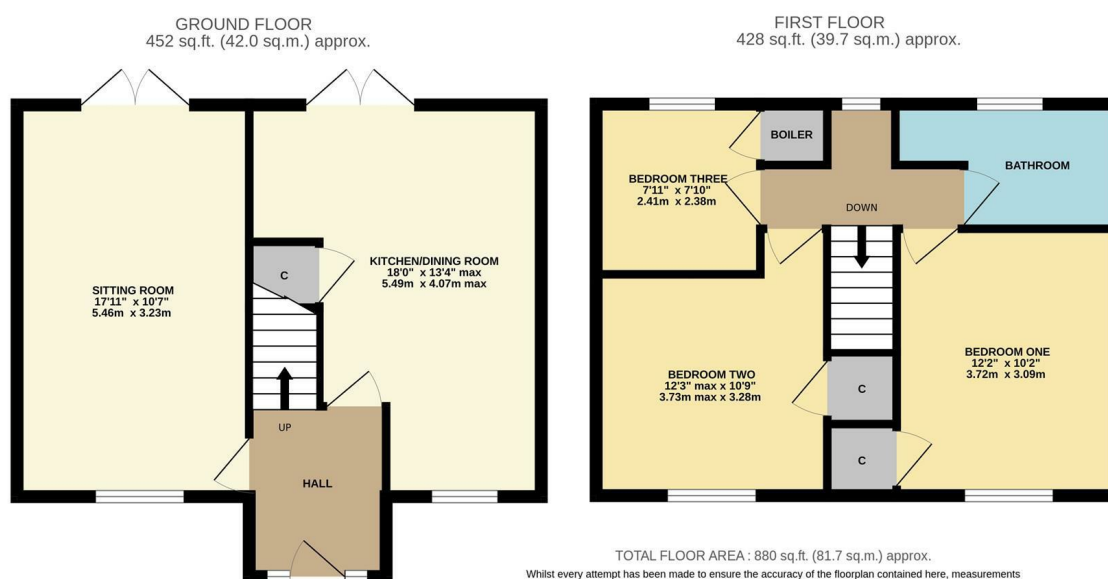 GROUND FLOOR
452 sq.ft. (42.0 sq.m.) approx.
SITTING ROOM
17'11" x 10'7"
5.46m x 3.23m
C
KITCHEN/DINING ROOM
18'0" x 13'4" max
5.49m x 4.07m max
UP
HALL
FIRST FLOOR
428 sq.ft. (39.7 sq.m.) approx.
BOILER
BATHROOM
BEDROOM THREE
7'11" x 7'10"
2.41m x 2.38m
DOWN
BEDROOM TWO
12'3" max x 10'9"
3.73m max x 3.28m
BEDROOM ONE
12'2" x 10'2"
3.72m x 3.09m
C
C
TOTAL FLOOR AREA : 880 sq.ft. (81.7 sq.m.) approx.
Whilst every attempt has been made to ensure the accuracy of the floorplan contained here, measurements